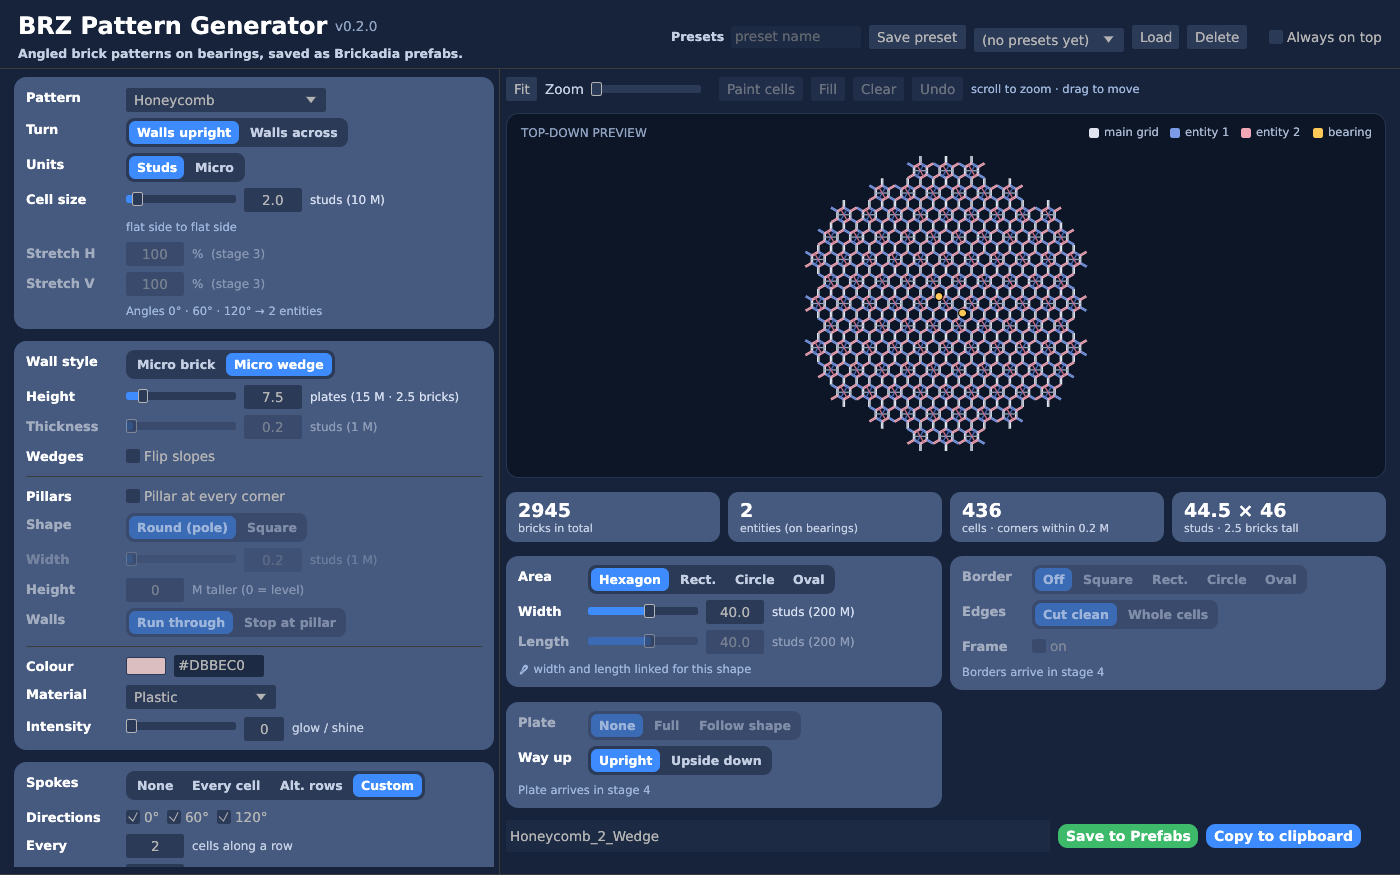 BRZ Pattern Generator v0.2.0
Angled brick patterns on bearings, saved as Brickadia prefabs.
Presets preset name Save preset (no presets yet) Load Delete Always on top
Pattern Honeycomb
Turn Walls upright Walls across
Units Studs Micro
Cell size 2.0 studs (10 M)
flat side to flat side
Stretch H 100 % (stage 3)
Stretch V 100 % (stage 3)
Angles 0° · 60° · 120° → 2 entities
Wall style Micro brick Micro wedge
Height 7.5 plates (15 M · 2.5 bricks)
Thickness 0.2 studs (1 M)
Wedges Flip slopes
Pillars Pillar at every corner
Shape Round (pole) Square
Width 0.2 studs (1 M)
Height 0 M taller (0 = level)
Walls Run through Stop at pillar
Colour #DBBEC0
Material Plastic
Intensity 0 glow / shine
Spokes None Every cell Alt. rows Custom
Directions 0° 60° 120°
Every 2 cells along a row
Fit Zoom Paint cells Fill Clear Undo scroll to zoom · drag to move
TOP-DOWN PREVIEW main grid entity 1 entity 2 bearing
2945 bricks in total
2 entities (on bearings)
436 cells · corners within 0.2 M
44.5 × 46 studs · 2.5 bricks tall
Area Hexagon Rect. Circle Oval
Width 40.0 studs (200 M)
Length 40.0 studs (200 M)
width and length linked for this shape
Border Off Square Rect. Circle Oval
Edges Cut clean Whole cells
Frame on
Borders arrive in stage 4
Plate None Full Follow shape
Way up Upright Upside down
Plate arrives in stage 4
Honeycomb_2_Wedge Save to Prefabs Copy to clipboard